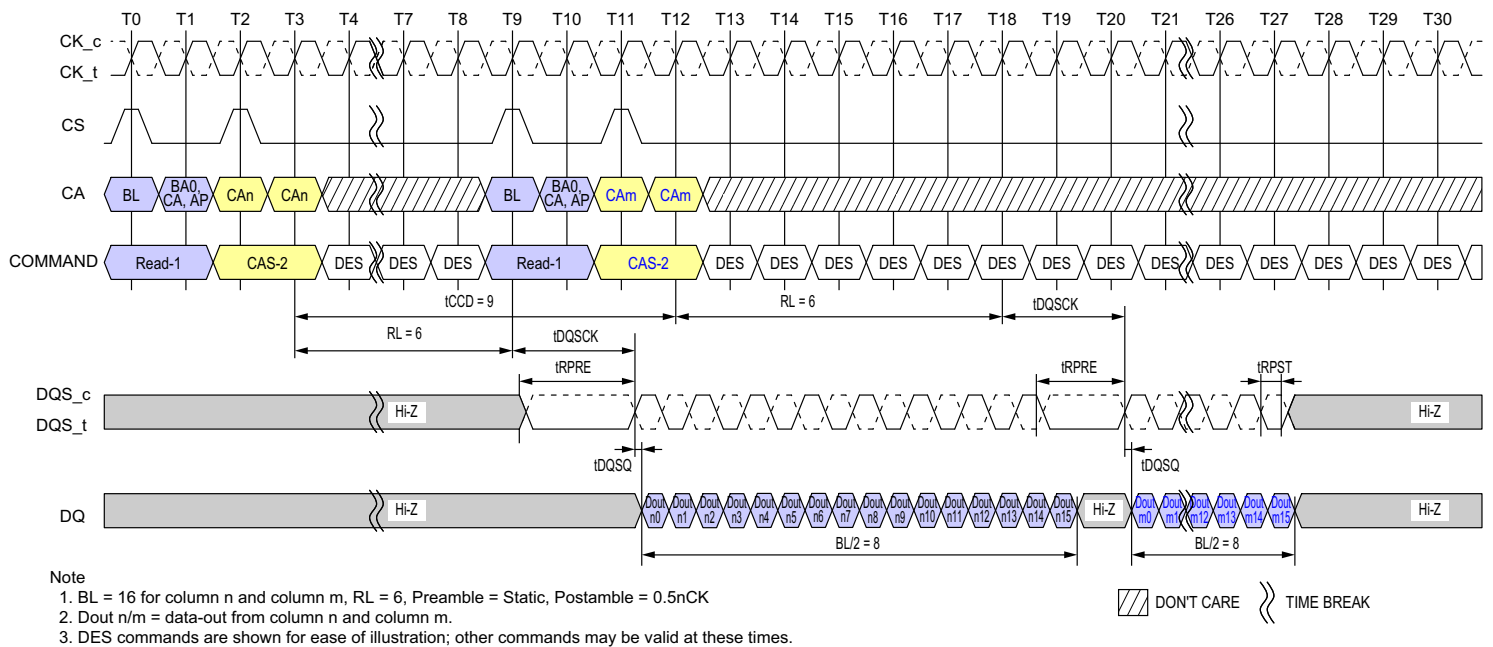 T0 T1 T2 T3 T4 T7 T8 T9 T10 T11 T12 T13 T14 T15 T16 T17 T18 T19 T20 T21 T26 T27 T28 T29 T30
CK_c
CK_t
CS
CA BL BA0, CA, AP CAn CAn BL BA0, CA, AP CAm CAm
COMMAND Read-1 CAS-2 DES DES DES Read-1 CAS-2 DES DES DES DES DES DES DES DES DES DES DES DES DES DES
tCCD = 9 RL = 6 tDQSCK
RL = 6 tDQSCK
tRPRE tRPRE tRPST
DQS_c
DQS_t
Hi-Z Hi-Z
tDQSQ tDQSQ
DQ Hi-Z Dout n0 Dout n1 Dout n2 Dout n3 Dout n4 Dout n5 Dout n6 Dout n7 Dout n8 Dout n9 Dout n10 Dout n11 Dout n12 Dout n13 Dout n14 Dout n15 Hi-Z Dout m0 Dout m1 Dout m12 Dout m13 Dout m14 Dout m15 Hi-Z
BL/2 = 8 BL/2 = 8
Note
1. BL = 16 for column n and column m, RL = 6, Preamble = Static, Postamble = 0.5nCK
2. Dout n/m = data-out from column n and column m.
3. DES commands are shown for ease of illustration; other commands may be valid at these times.
DON'T CARE TIME BREAK